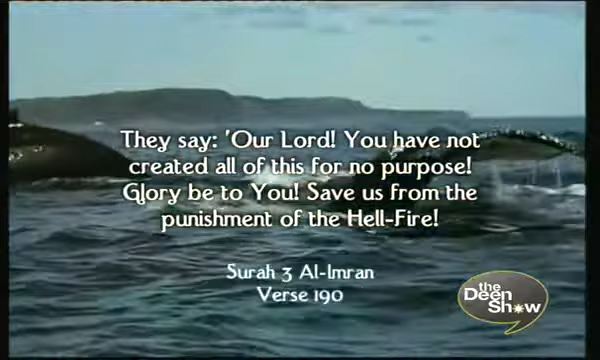 They say: 'Our Lord! You have not
created all of this for no purpose!
Glory be to You! Save us from the
punishment of the Hell-Fire!
Surah 3 Al-Imran
Verse 190
the
Deen
Show